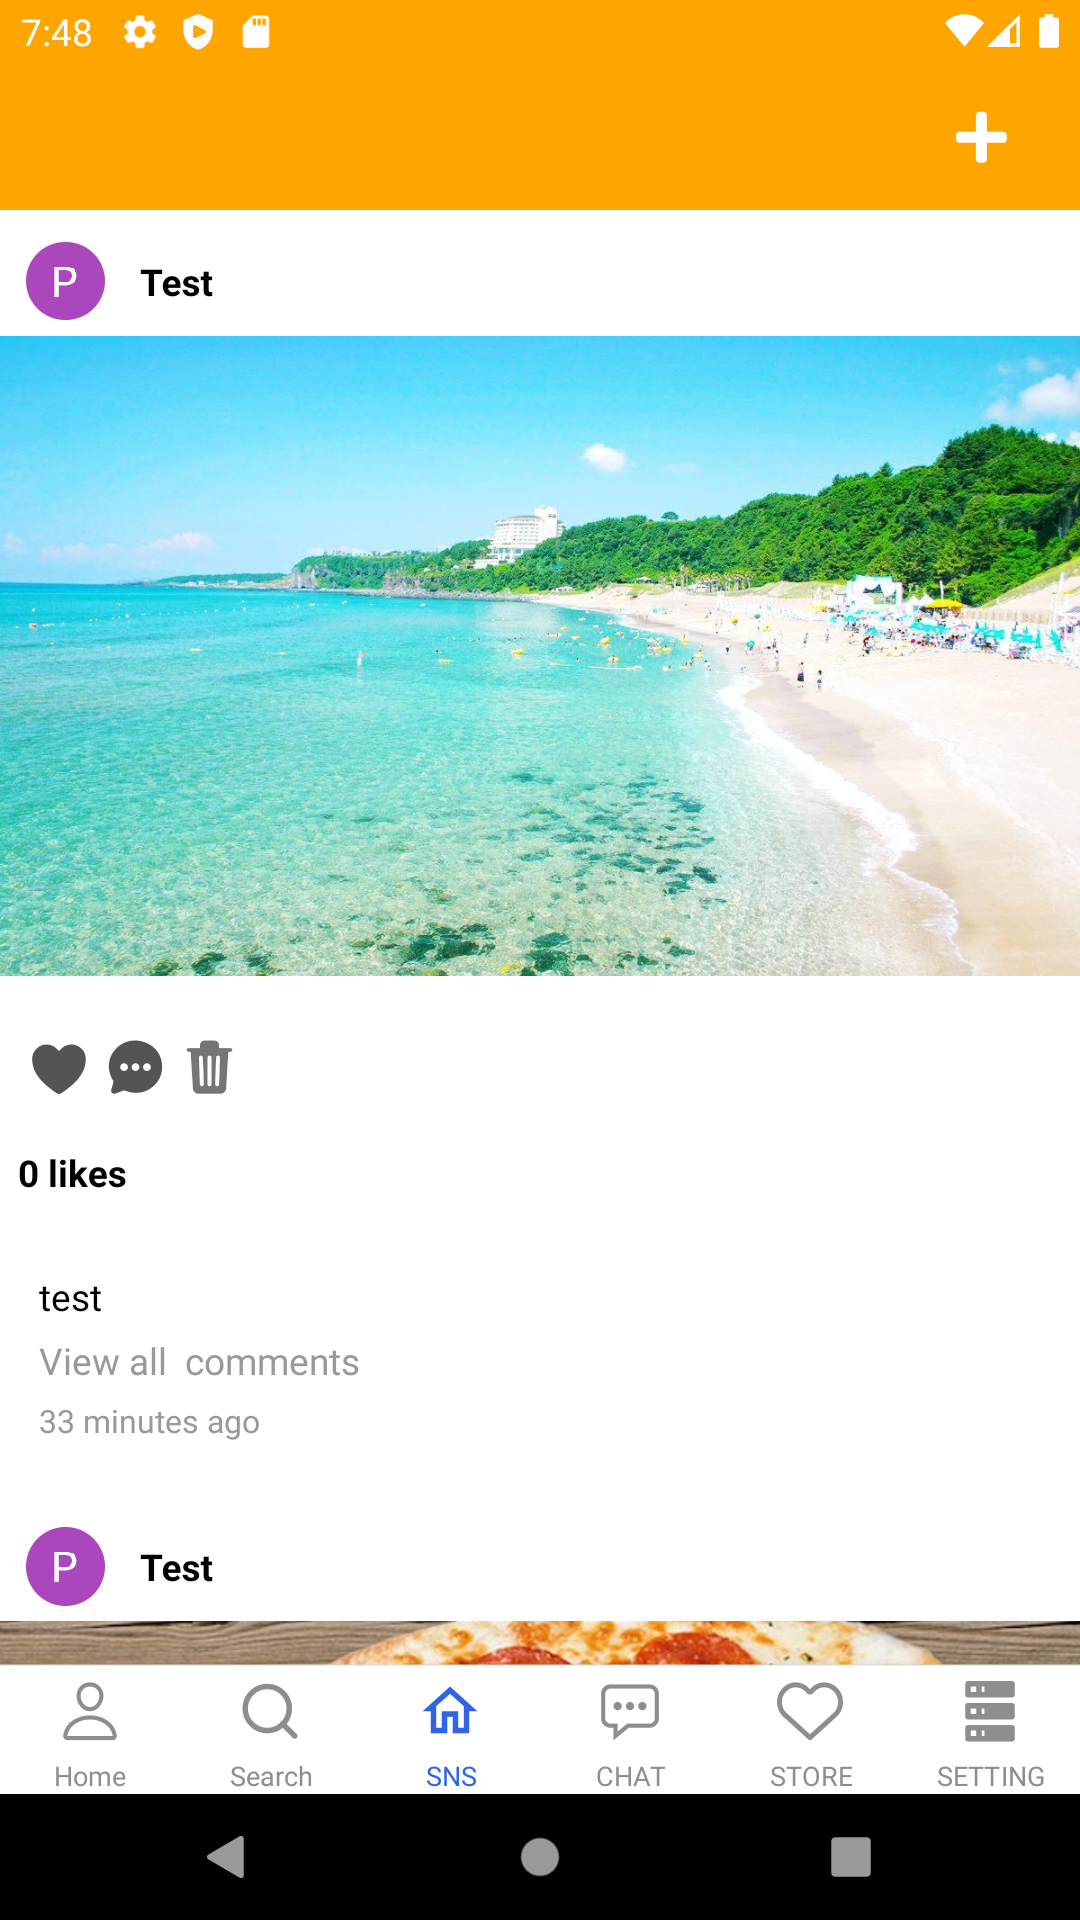 7:48
P Test
0 likes
test
View all comments
33 minutes ago
P Test
Home Search SNS CHAT STORE SETTING